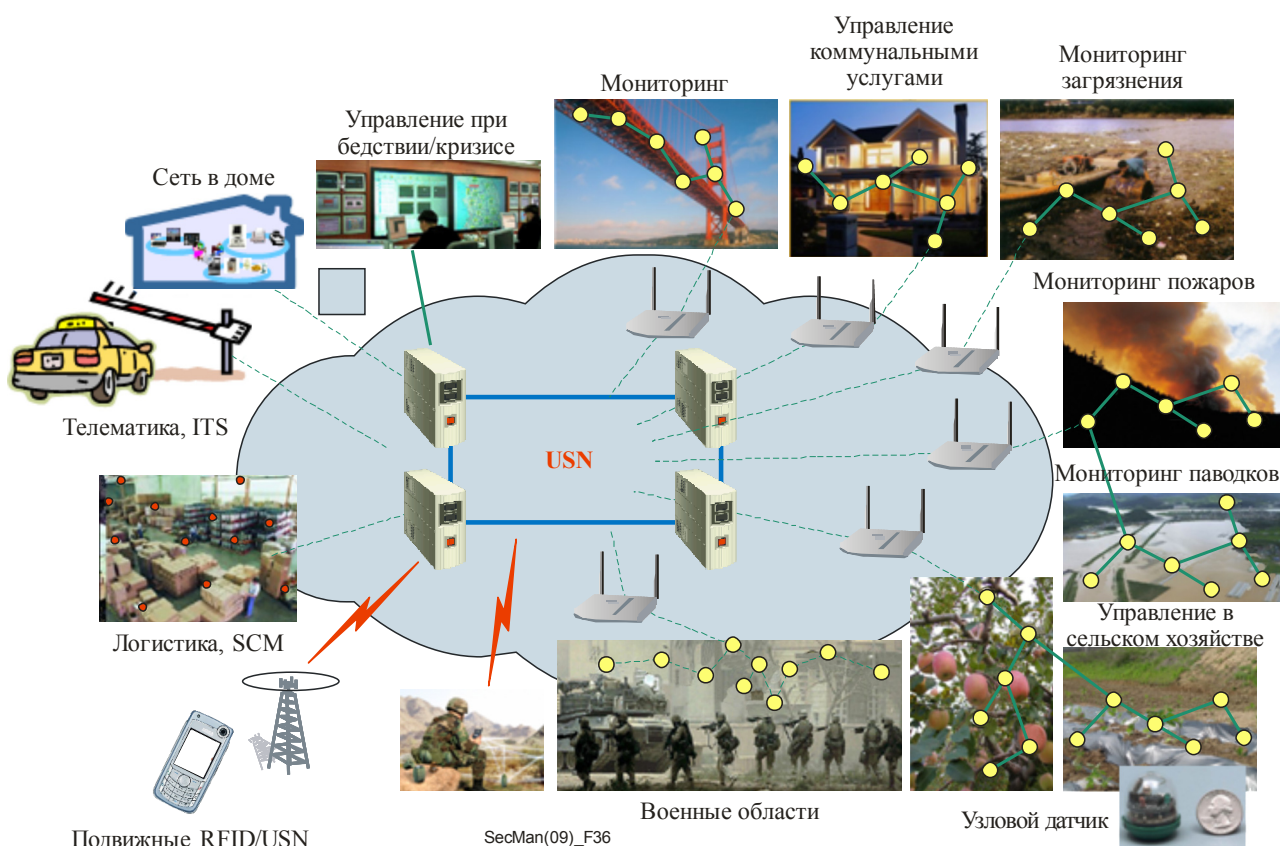 Управление
коммунальными
услугами
Мониторинг
загрязнения
Мониторинг
Управление при
бедствии/кризисе
Сеть в доме
Мониторинг пожаров
Телематика, ITS
USN
Мониторинг паводков
Управление в
сельском хозяйстве
Логистика, SCM
Военные области
Узловой датчик
Подвижные RFID/USN
SecMan(09)_F36